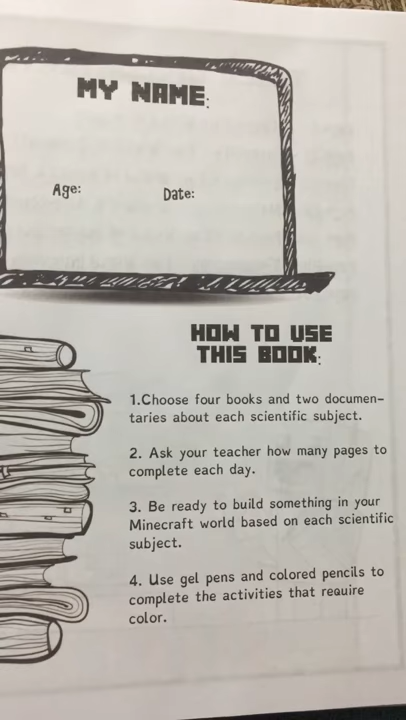 MY NAME:
Age: Date:
HOW TO USE
THIS BOOK:
1.Choose four books and two documen-
taries about each scientific subject.
2. Ask your teacher how many pages to
complete each day.
3. Be ready to build something in your
Minecraft world based on each scientific
subject.
4. Use gel pens and colored pencils to
complete the activities that require
color.